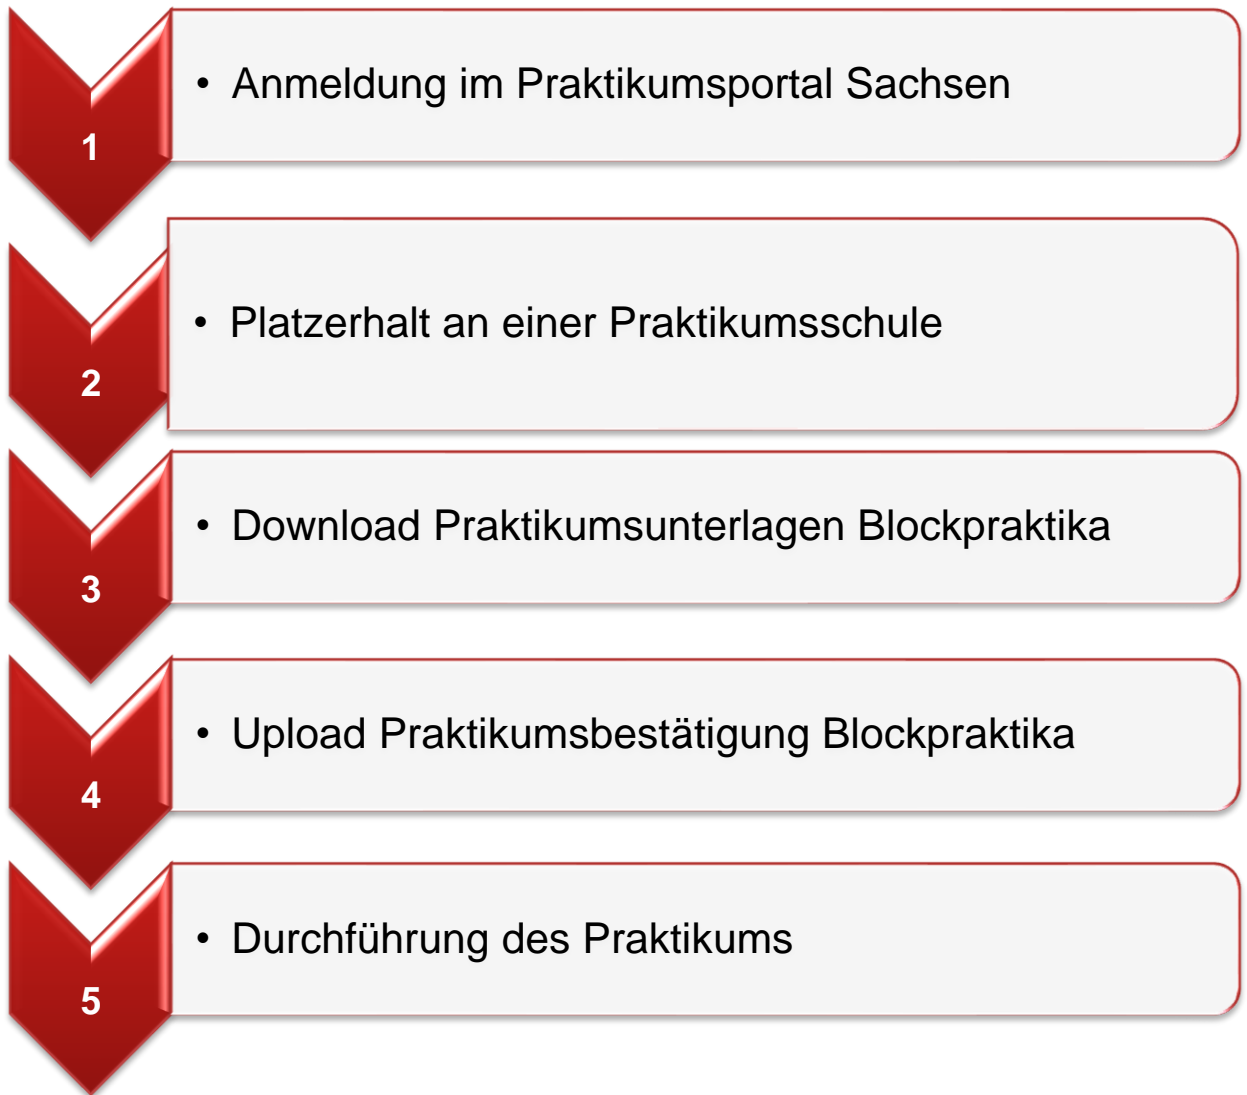 1
• Anmeldung im Praktikumsportal Sachsen
2
• Platzerhalt an einer Praktikumsschule
3
• Download Praktikumsunterlagen Blockpraktika
4
• Upload Praktikumsbestätigung Blockpraktika
5
• Durchführung des Praktikums